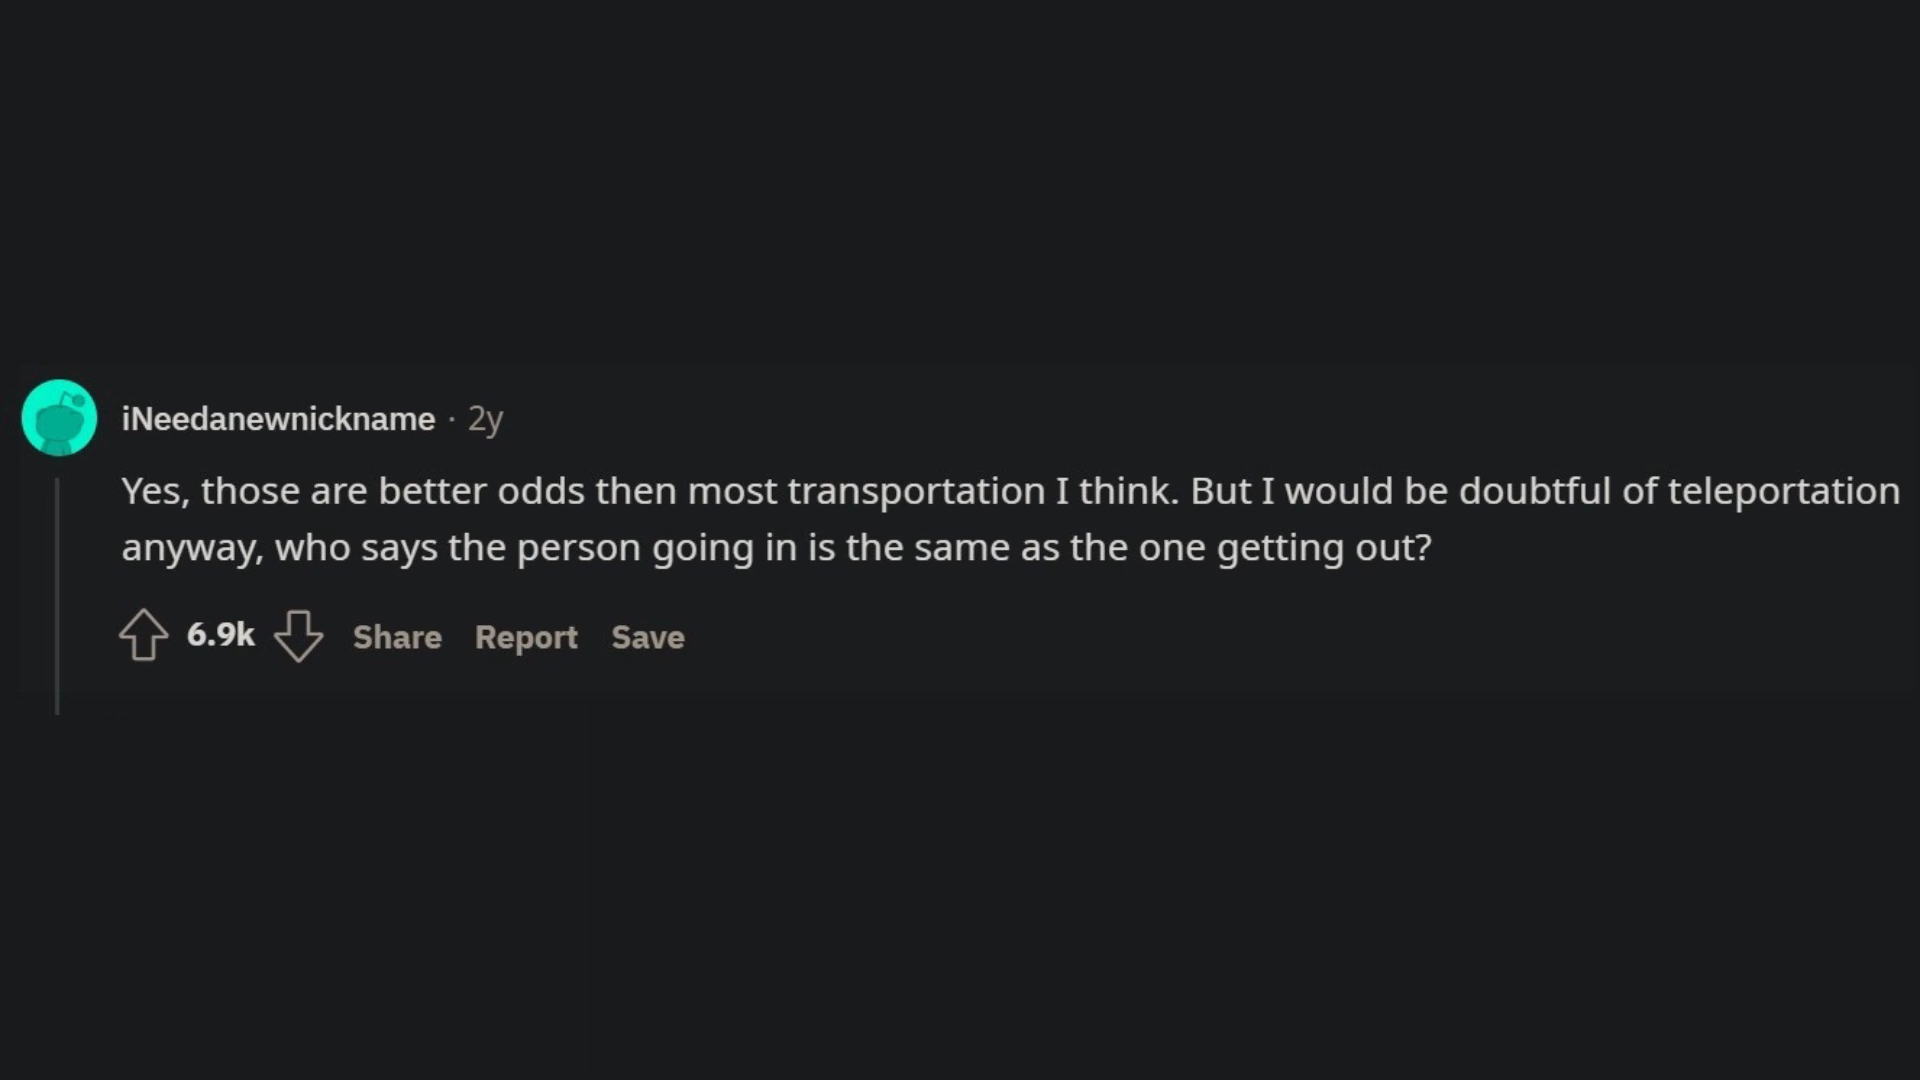 iNeedanewnickname · 2y
Yes, those are better odds then most transportation I think. But I would be doubtful of teleportation
anyway, who says the person going in is the same as the one getting out?
6.9k Share Report Save